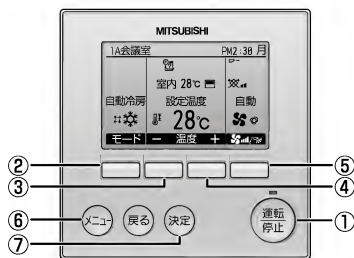 MITSUBISHI
1A会議室 PM2:30 月
室内 28℃
自動冷房 設定温度 自動
28℃
モード − 温度 +
② ③ ④ ⑤
⑥ メニュー 戻る 決定 運転 停止 ①
⑦